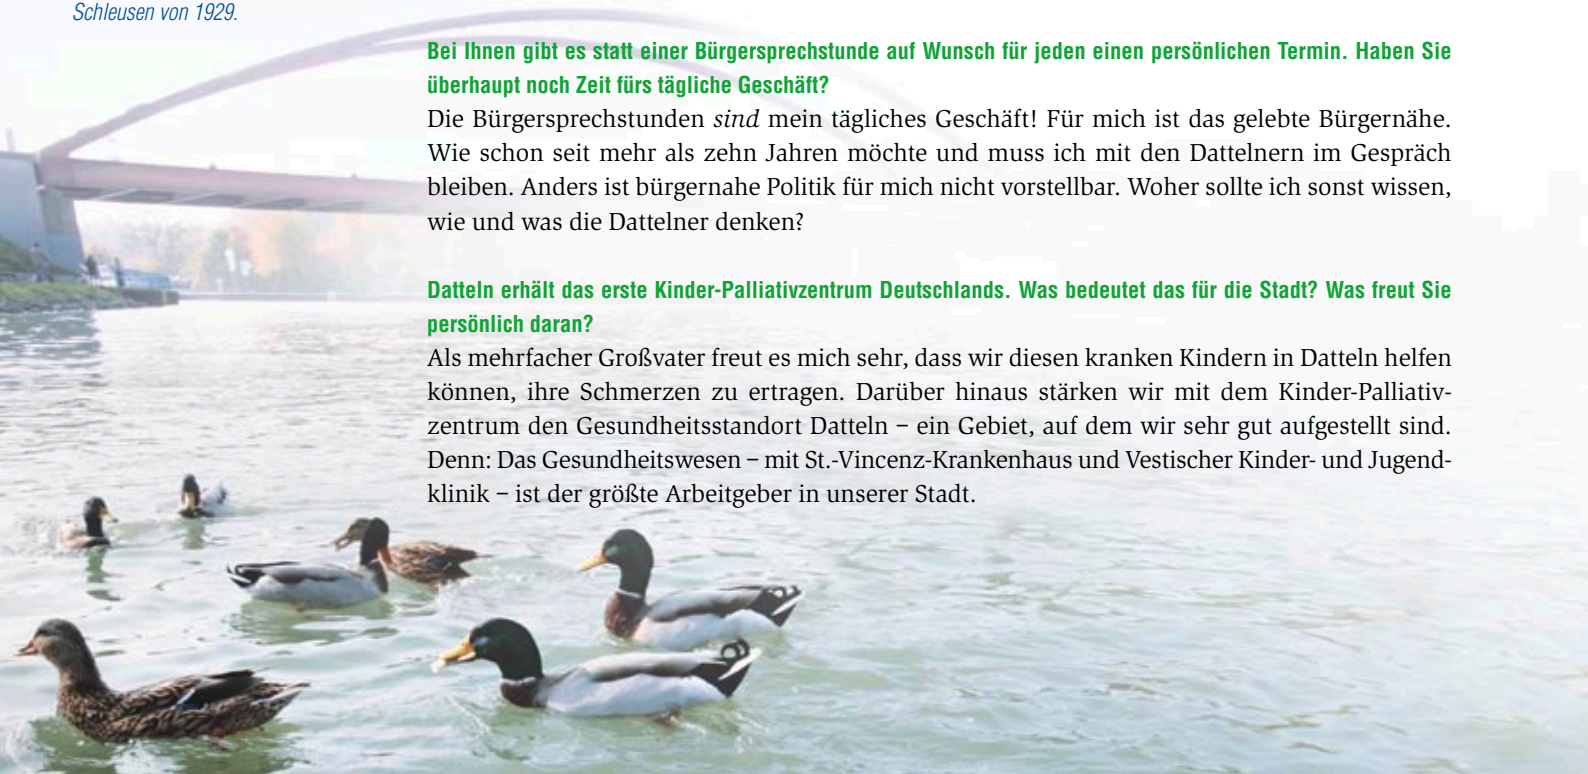 Schleusen von 1929.
Bei Ihnen gibt es statt einer Bürgersprechstunde auf Wunsch für jeden einen persönlichen Termin. Haben Sie
überhaupt noch Zeit fürs tägliche Geschäft?
Die Bürgersprechstunden sind mein tägliches Geschäft! Für mich ist das gelebte Bürgernähe.
Wie schon seit mehr als zehn Jahren möchte und muss ich mit den Dattelnern im Gespräch
bleiben. Anders ist bürgernahe Politik für mich nicht vorstellbar. Woher sollte ich sonst wissen,
wie und was die Dattelner denken?
Datteln erhält das erste Kinder-Palliativzentrum Deutschlands. Was bedeutet das für die Stadt? Was freut Sie
persönlich daran?
Als mehrfacher Großvater freut es mich sehr, dass wir diesen kranken Kindern in Datteln helfen
können, ihre Schmerzen zu ertragen. Darüber hinaus stärken wir mit dem Kinder-Palliativ-
zentrum den Gesundheitsstandort Datteln – ein Gebiet, auf dem wir sehr gut aufgestellt sind.
Denn: Das Gesundheitswesen – mit St.-Vincenz-Krankenhaus und Vestischer Kinder- und Jugend-
klinik – ist der größte Arbeitgeber in unserer Stadt.